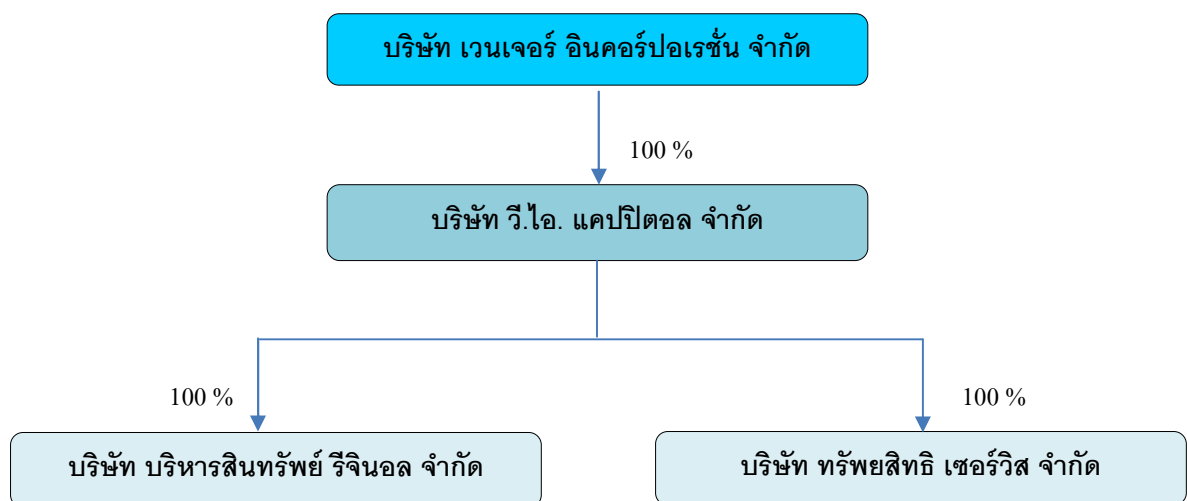 บริษัท เวนเจอร์ อินคอร์ปอเรชั่น จำกัด
100 %
บริษัท วี.ไอ. แคปปิตอล จำกัด
100 %
100 %
บริษัท บริหารสินทรัพย์ รีจินอล จำกัด
บริษัท ทรัพยสิทธิ เซอร์วิส จำกัด